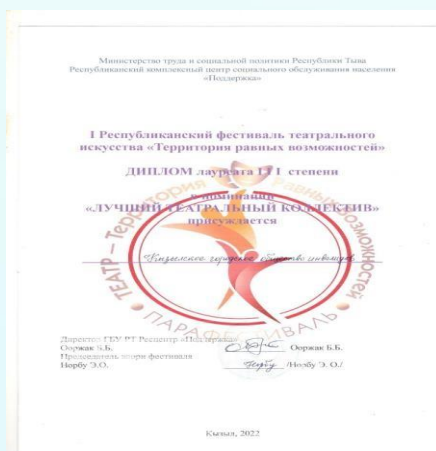 Министерство труда и социальной политики Республики Тыва
Республиканский комплексный центр социального обслуживания населения
«Поддержка»
I Республиканский фестиваль театрального
искусства «Территория равных возможностей»
ДИПЛОМ лауреата III степени
в номинации
«ЛУЧШИЙ ТЕАТРАЛЬНЫЙ КОЛЛЕКТИВ»
присуждается
ТЕАТР – Территория Равных Возможностей
Кызылское городское общество инвалидов
ПАРАФЕСТИВАЛЬ
Директор ГБУ РТ Ресцентр «Поддержка»
Ооржак Б.Б. Ооржак Б.Б.
Председатель жюри фестиваля
Норбу Э.О. /Норбу Э. О./
Кызыл, 2022